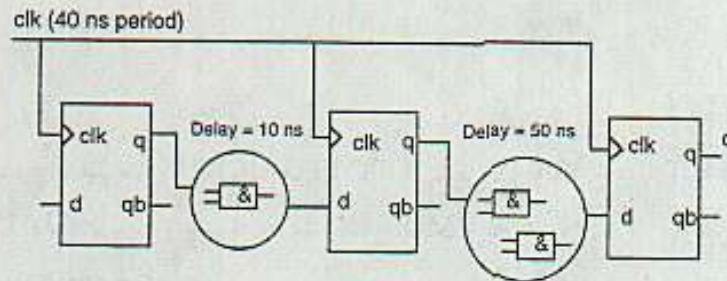 clk (40 ns period)
clk q
d qb
Delay = 10 ns
&
clk q
d qb
Delay = 50 ns
&
&
clk q
d qb